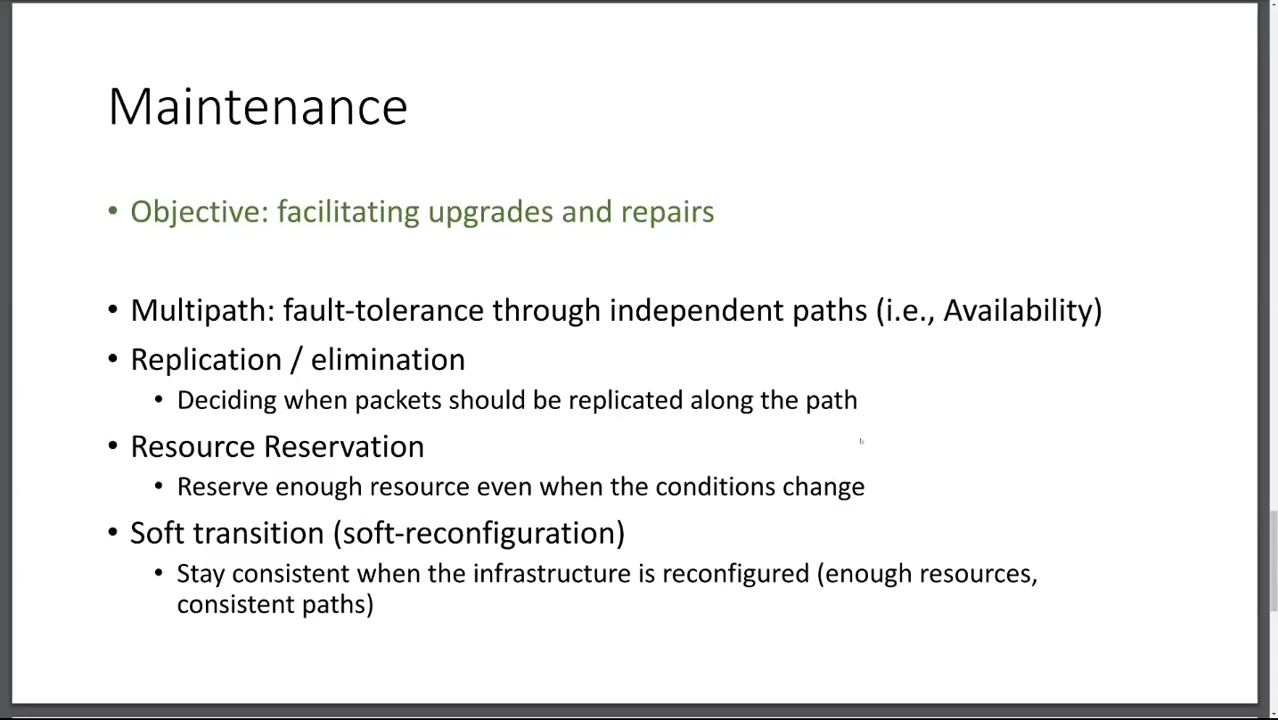 Maintenance
• Objective: facilitating upgrades and repairs
• Multipath: fault-tolerance through independent paths (i.e., Availability)
• Replication / elimination
• Deciding when packets should be replicated along the path
• Resource Reservation
• Reserve enough resource even when the conditions change
• Soft transition (soft-reconfiguration)
• Stay consistent when the infrastructure is reconfigured (enough resources,
consistent paths)